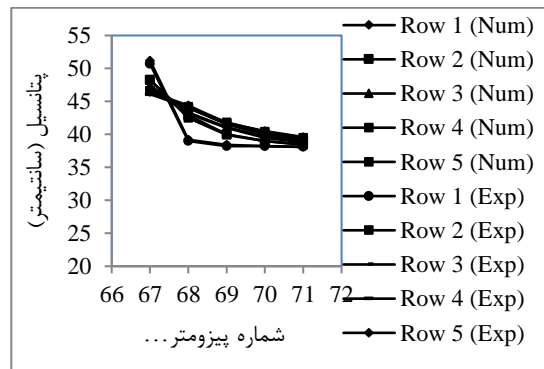 پتانسیل (سانتیمتر)
55
50
45
40
35
30
25
20
66 67 68 69 70 71 72
شماره پیزومتر...
Row 1 (Num)
Row 2 (Num)
Row 3 (Num)
Row 4 (Num)
Row 5 (Num)
Row 1 (Exp)
Row 2 (Exp)
Row 3 (Exp)
Row 4 (Exp)
Row 5 (Exp)